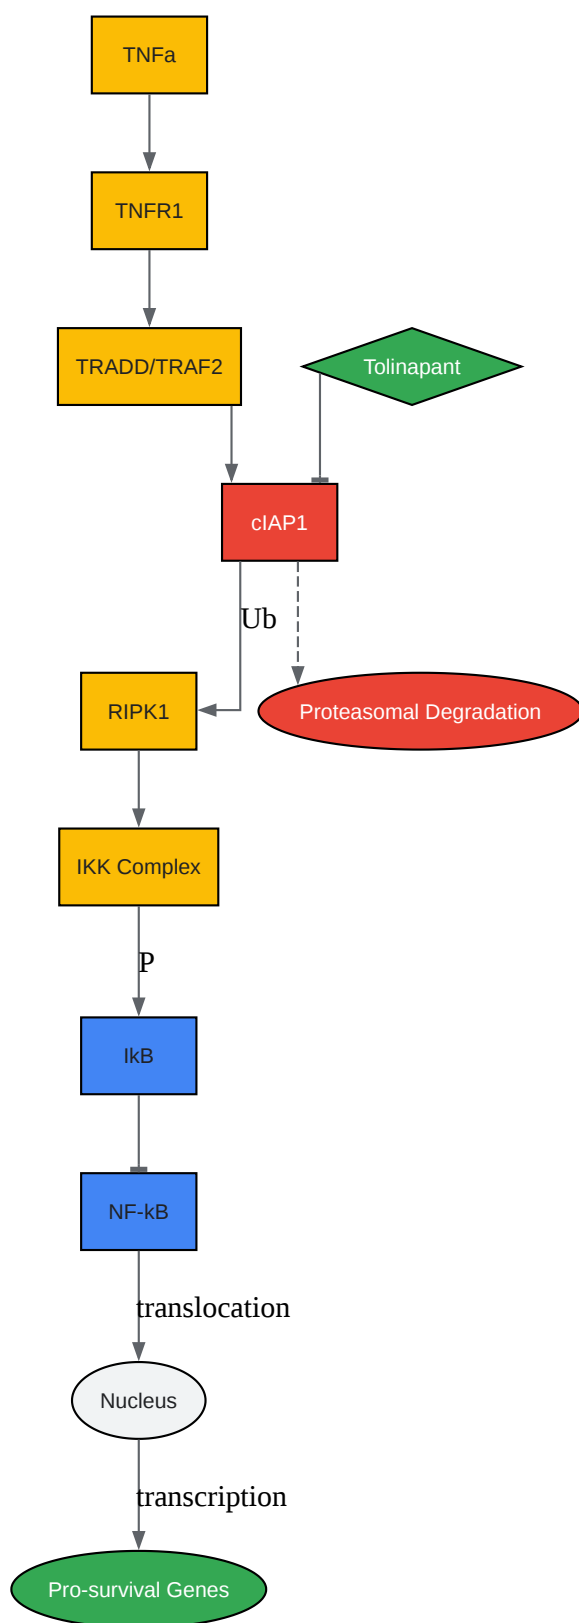 TNFa
TNFR1
TRADD/TRAF2
Tolinapant
cIAP1
Ub
RIPK1
Proteasomal Degradation
IKK Complex
P
IkB
NF-kB
translocation
Nucleus
transcription
Pro-survival Genes